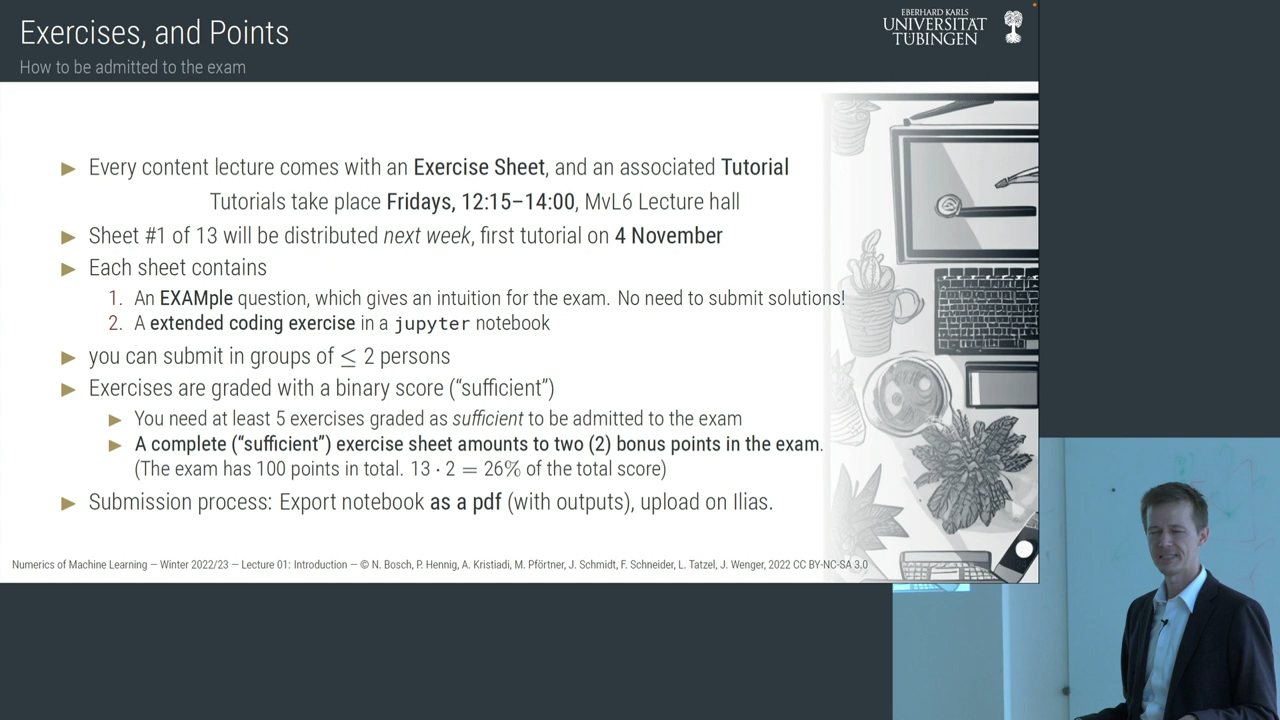 Exercises, and Points
How to be admitted to the exam
EBERHARD KARLS
UNIVERSITÄT
TÜBINGEN
▶ Every content lecture comes with an Exercise Sheet, and an associated Tutorial
Tutorials take place Fridays, 12:15–14:00, MvL6 Lecture hall
▶ Sheet #1 of 13 will be distributed next week, first tutorial on 4 November
▶ Each sheet contains
1. An EXAMple question, which gives an intuition for the exam. No need to submit solutions!
2. A extended coding exercise in a jupyter notebook
▶ you can submit in groups of ≤ 2 persons
▶ Exercises are graded with a binary score (“sufficient”)
▶ You need at least 5 exercises graded as sufficient to be admitted to the exam
▶ A complete (“sufficient”) exercise sheet amounts to two (2) bonus points in the exam.
(The exam has 100 points in total. 13 · 2 = 26% of the total score)
▶ Submission process: Export notebook as a pdf (with outputs), upload on Ilias.
Numerics of Machine Learning — Winter 2022/23 — Lecture 01: Introduction — © N. Bosch, P. Hennig, A. Kristiadi, M. Pförtner, J. Schmidt, F. Schneider, L. Tatzel, J. Wenger, 2022 CC BY-NC-SA 3.0